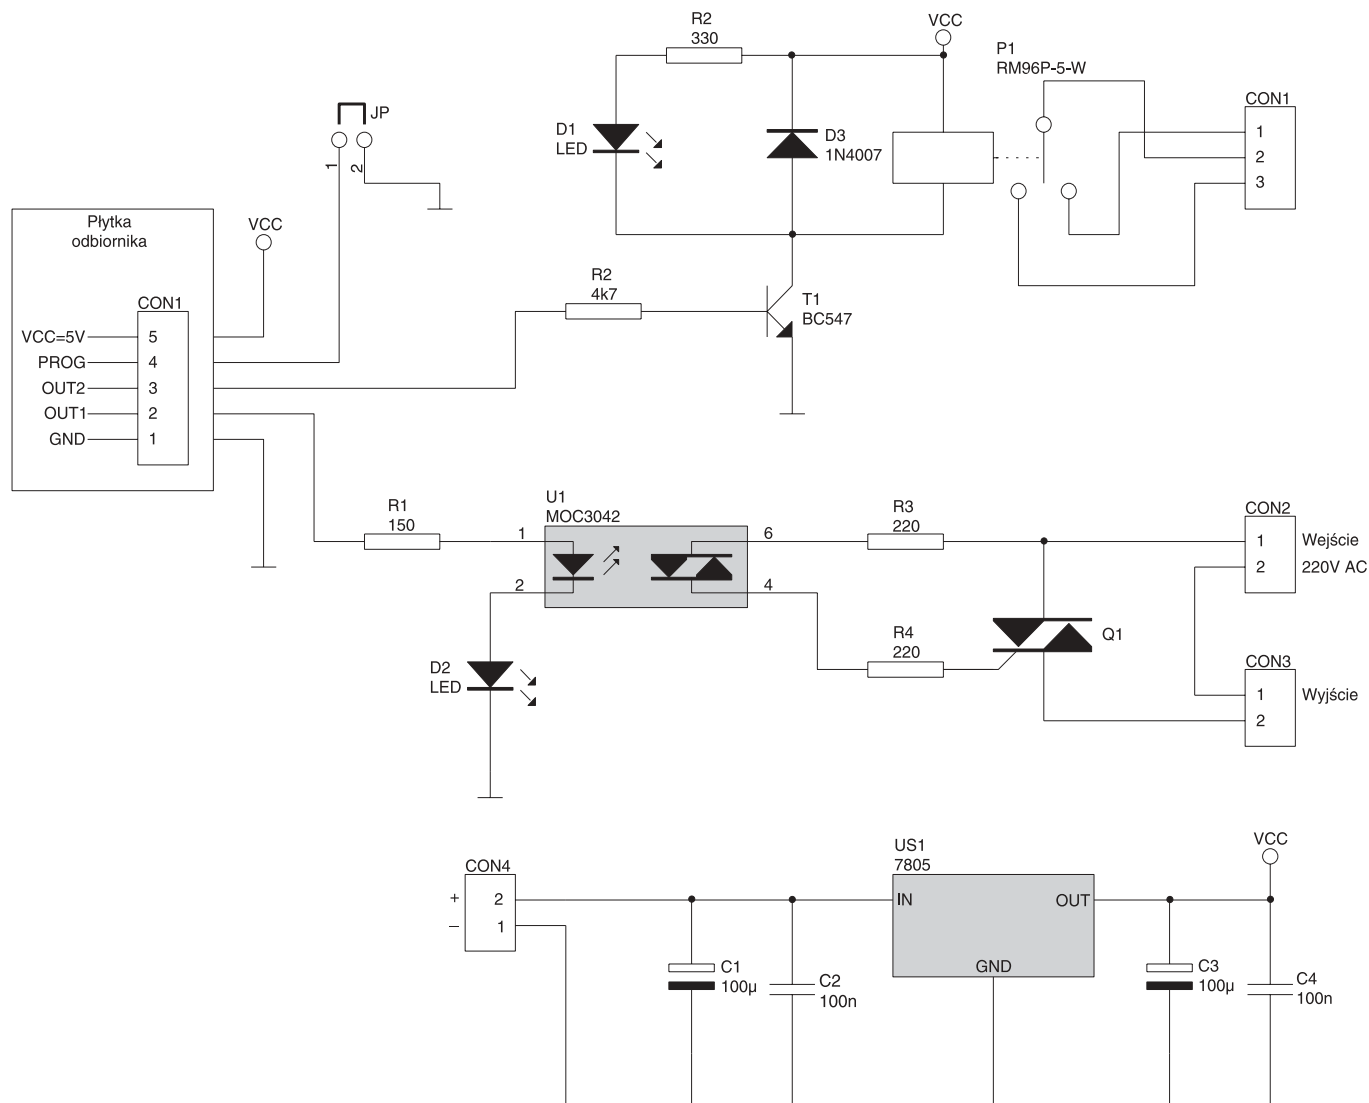 R2
330
VCC
P1
RM96P-5-W
CON1
1
2
3
D1
LED
D3
1N4007
JP
1
2
Płytka
odbiornika
VCC
CON1
VCC=5V
5
PROG
4
OUT2
3
OUT1
2
GND
1
R2
4k7
T1
BC547
R1
150
U1
MOC3042
1
2
6
4
R3
220
R4
220
Q1
CON2
1
Wejście
2
220V AC
CON3
1
Wyjście
2
D2
LED
CON4
+
2
–
1
US1
7805
IN
OUT
GND
VCC
C1
100µ
C2
100n
C3
100µ
C4
100n